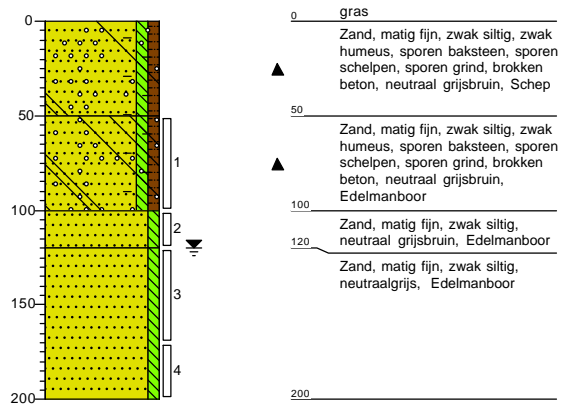 0
50
100
150
200
1
2
3
4
0
gras
Zand, matig fijn, zwak siltig, zwak
humeus, sporen baksteen, sporen
schelpen, sporen grind, brokken
beton, neutraal grijsbruin, Schep
50
Zand, matig fijn, zwak siltig, zwak
humeus, sporen baksteen, sporen
schelpen, sporen grind, brokken
beton, neutraal grijsbruin,
Edelmanboor
100
Zand, matig fijn, zwak siltig,
neutraal grijsbruin, Edelmanboor
120
Zand, matig fijn, zwak siltig,
neutraalgrijs, Edelmanboor
200